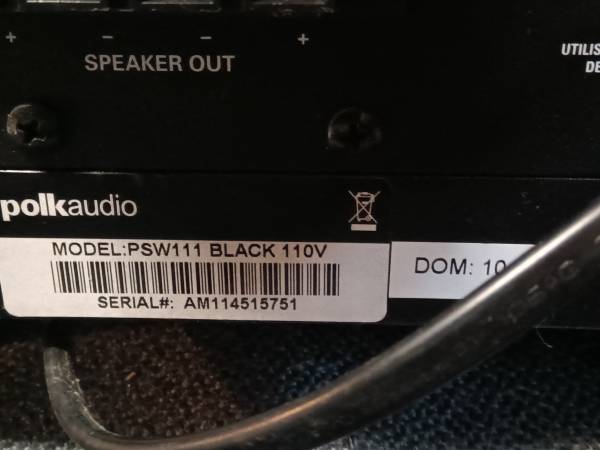 + - - +
SPEAKER OUT
UTILIS
DE
polkaudio
MODEL:PSW111 BLACK 110V
SERIAL#: AM114515751
DOM: 10